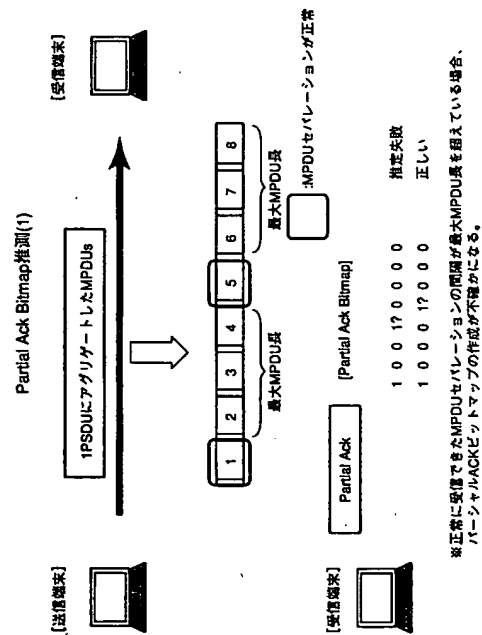 Partial Ack Bitmap推測(1)
[送信端末]
[受信端末]
1PSDUにアグリゲートしたMPDUs
1 2 3 4 5 6 7 8
最大MPDU長
最大MPDU長
:MPDUセパレーションが正常
[受信端末]
Partial Ack
[Partial Ack Bitmap]
1 0 0 1? 0 0 0 0 推定失敗
1 0 0 0 1? 0 0 0 正しい
※正常に受信できたMPDUセパレーションの間隔が最大MPDU長を超えている場合、
パーシャルACKビットマップの作成が不確かになる。